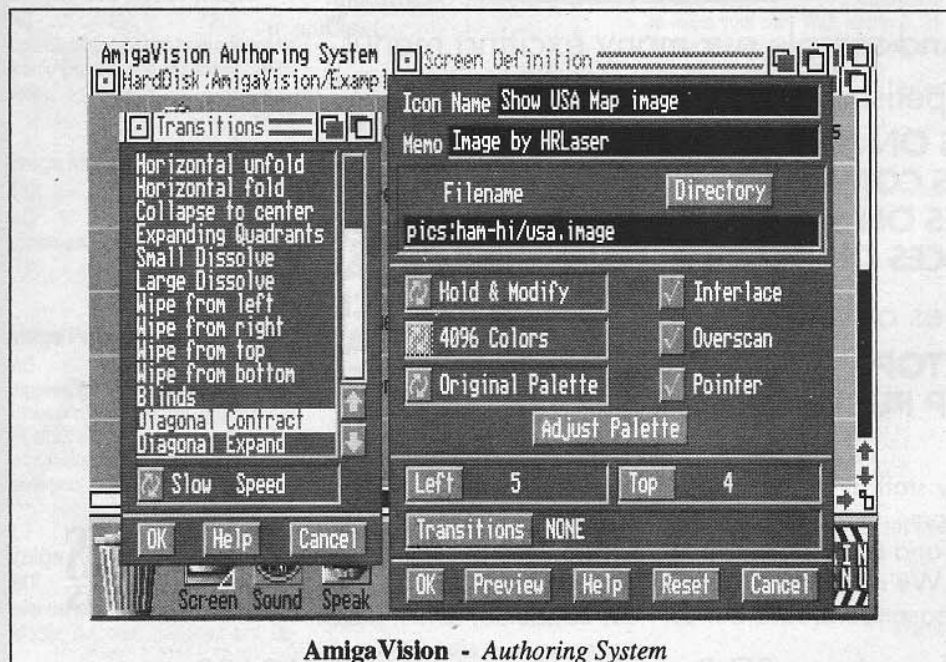 AmigaVision Authoring System
HardDisk:AmigaVision/Exampl
Transitions
Horizontal unfold
Horizontal fold
Collapse to center
Expanding Quadrants
Small Dissolve
Large Dissolve
Wipe from left
Wipe from right
Wipe from top
Wipe from bottom
Blinds
Diagonal Contract
Diagonal Expand
Slow Speed
OK Help Cancel
Screen Sound Speak
Screen Definition
Icon Name Show USA Map image
Memo Image by HRLaser
Filename Directory
pics:ham-hi/usa.image
Hold & Modify Interlace
4096 Colors Overscan
Original Palette Pointer
Adjust Palette
Left 5 Top 4
Transitions NONE
OK Preview Help Reset Cancel
AmigaVision - Authoring System